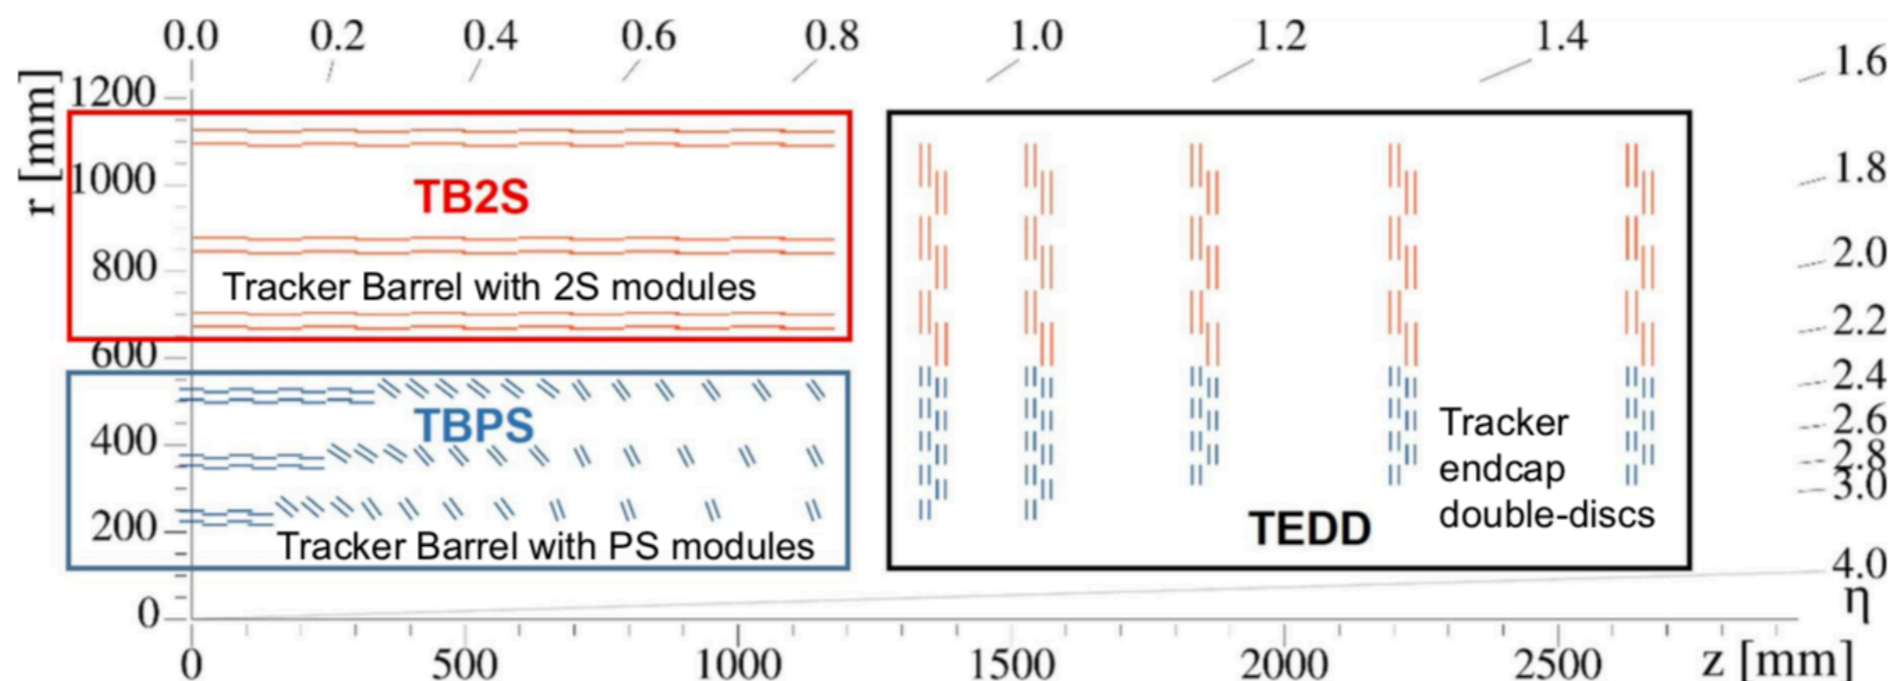 0.0 0.2 0.4 0.6 0.8 1.0 1.2 1.4
1.6
1200
r [mm]
1000
TB2S
1.8
800
Tracker Barrel with 2S modules
2.0
2.2
600
2.4
TBPS
Tracker
2.6
400
endcap
2.8
3.0
200
double-discs
Tracker Barrel with PS modules
TEDD
4.0
0
η
0 500 1000 1500 2000 2500 z [mm]